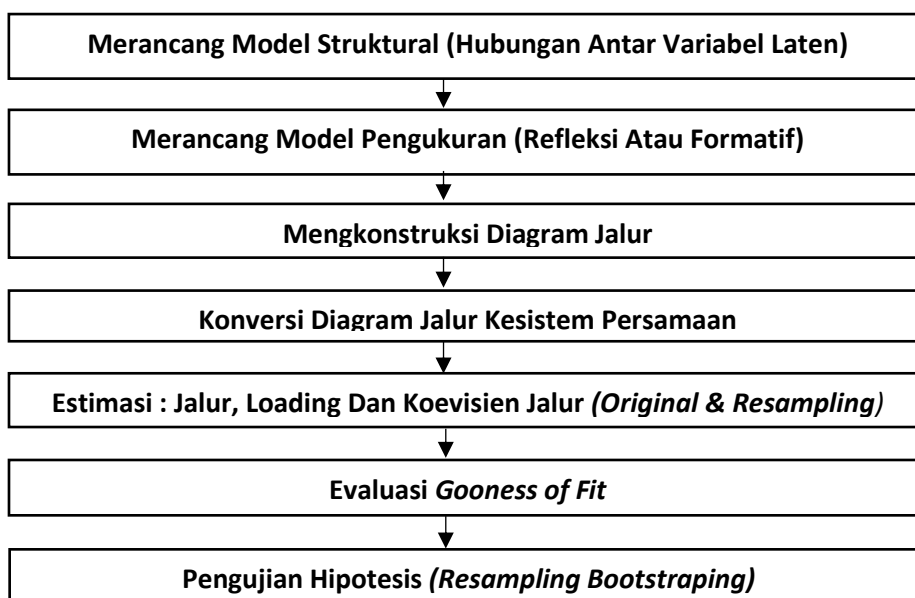 Merancang Model Struktural (Hubungan Antar Variabel Laten)
Merancang Model Pengukuran (Refleksi Atau Formatif)
Mengkonstruksi Diagram Jalur
Konversi Diagram Jalur Kesistem Persamaan
Estimasi : Jalur, Loading Dan Koevisien Jalur (Original & Resampling)
Evaluasi Gooness of Fit
Pengujian Hipotesis (Resampling Bootstraping)